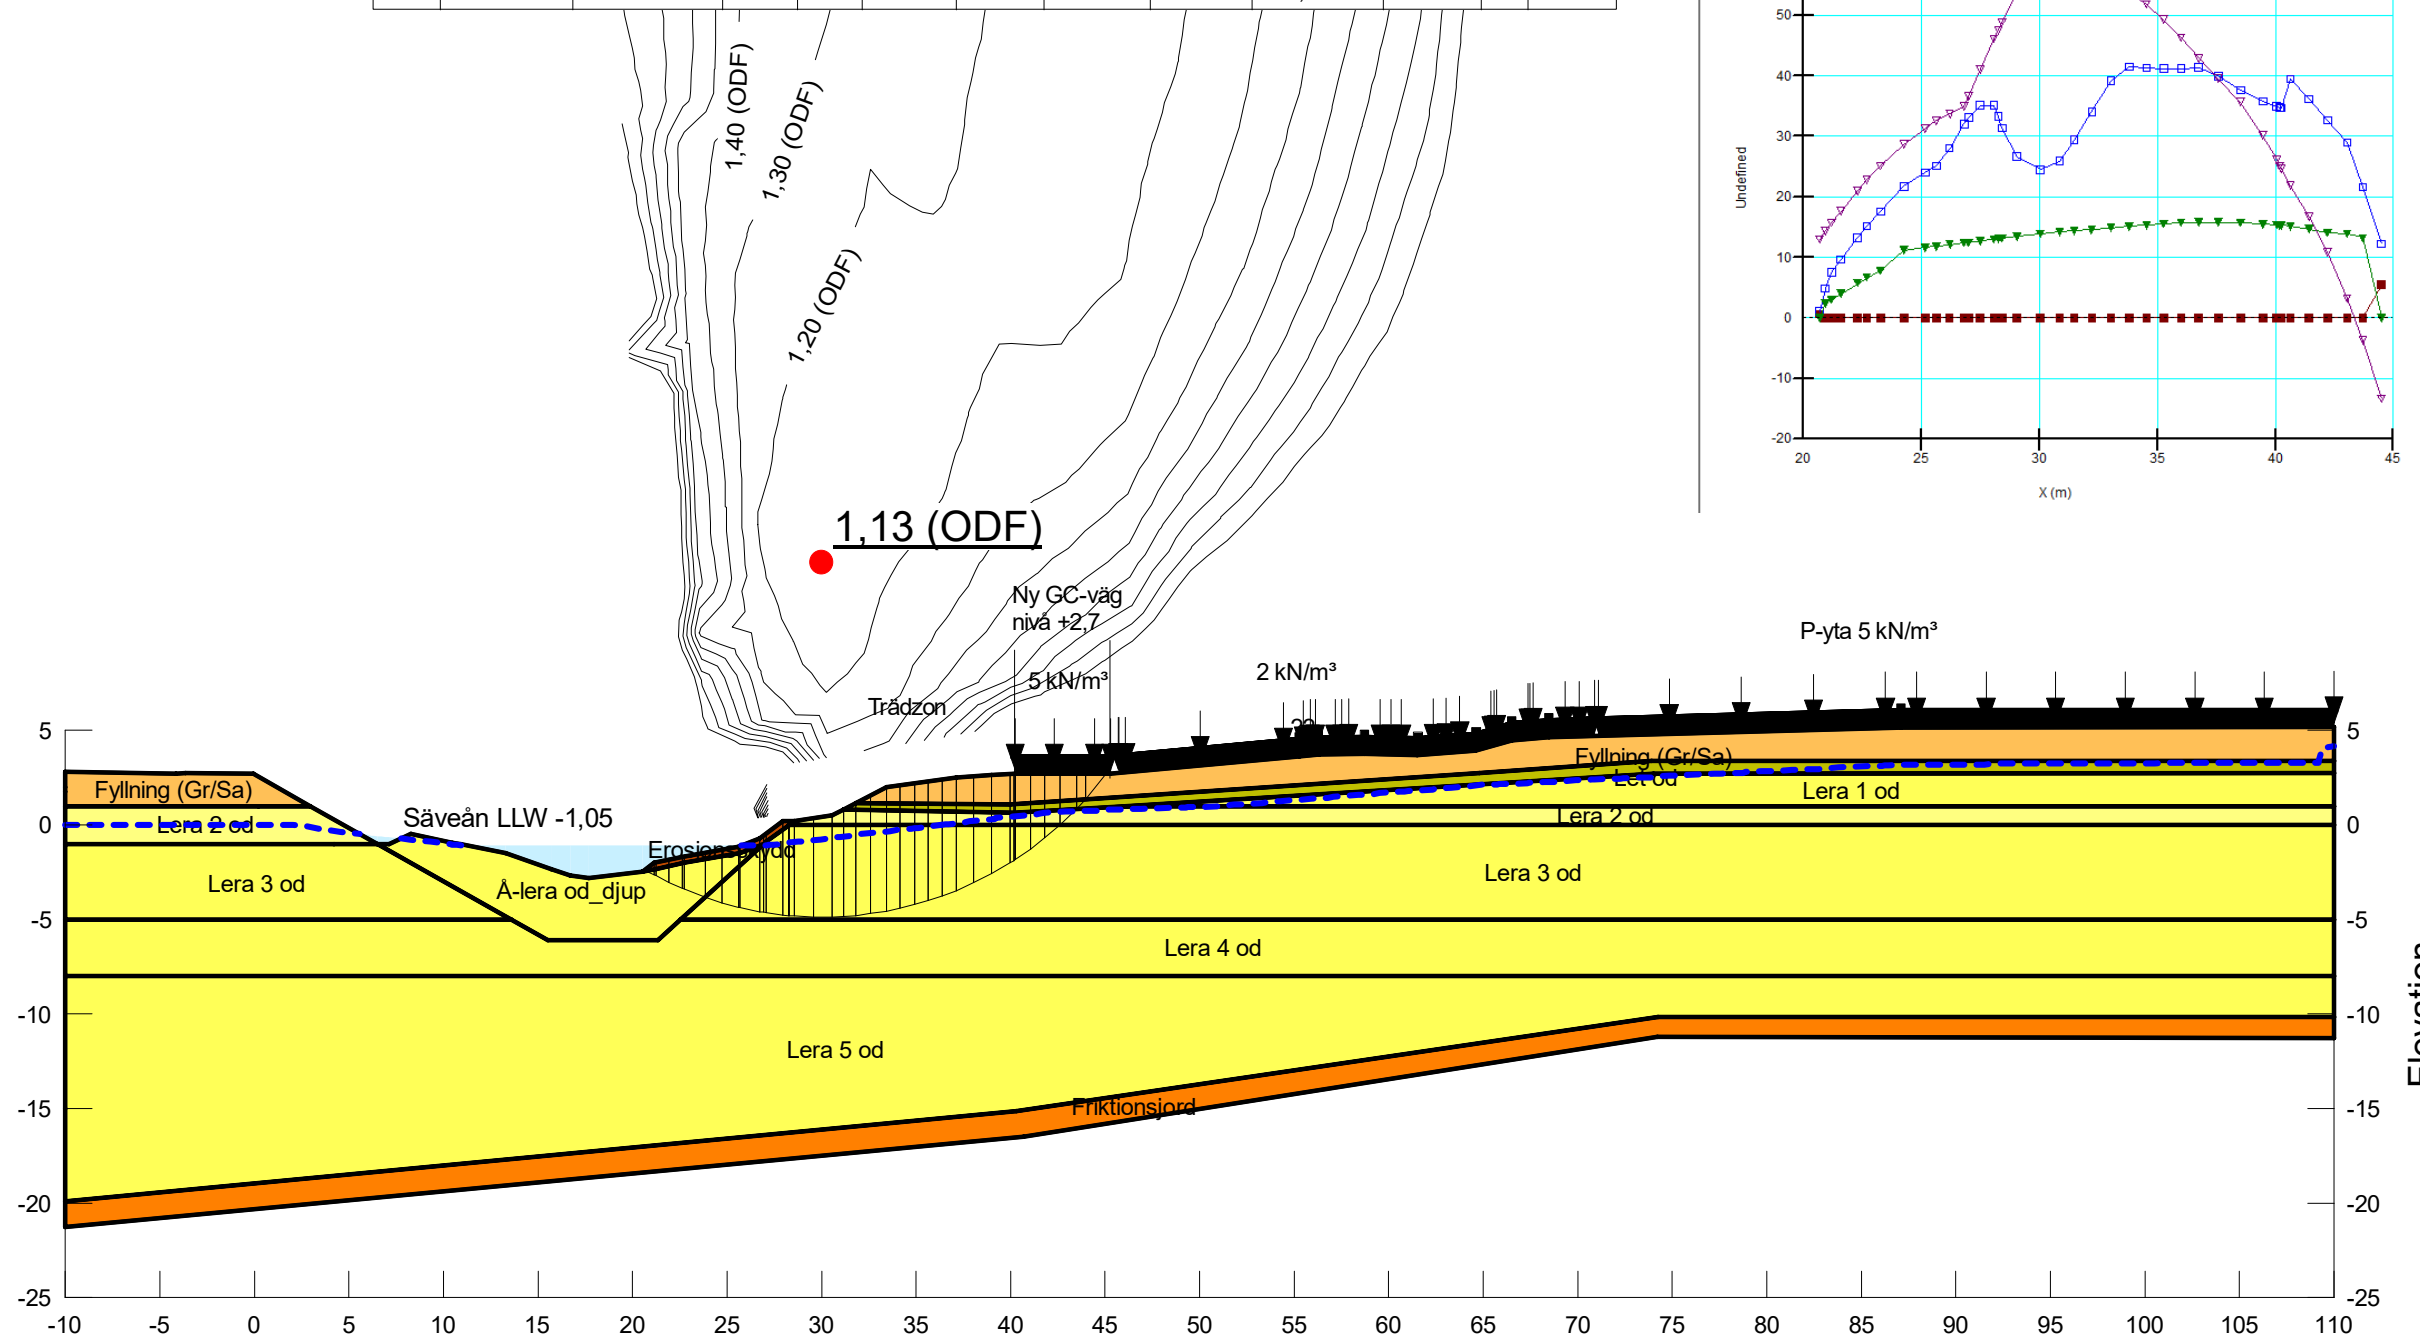 1,40 (ODF)
1,30 (ODF)
1,20 (ODF)
1,13 (ODF)
50
40
30
20
10
0
-10
-20
Undefined
20
25
30
35
40
45
X (m)
Ny GC-väg
nivå +2,7
P-yta 5 kN/m³
2 kN/m³
5 kN/m³
Trädzon
5
0
-5
-10
-15
-20
-25
Fyllning (Gr/Sa)
Lera 2 od
Lera 3 od
Säveån LLW -1,05
Erosionsskydd
Å-lera od_djup
Fyllning (Gr/Sa)
Let od
Lera 1 od
Lera 2 od
Lera 3 od
Lera 4 od
Lera 5 od
Friktionsjord
5
0
-5
-10
-15
-20
-25
Elevation
-10
-5
0
5
10
15
20
25
30
35
40
45
50
55
60
65
70
75
80
85
90
95
100
105
110